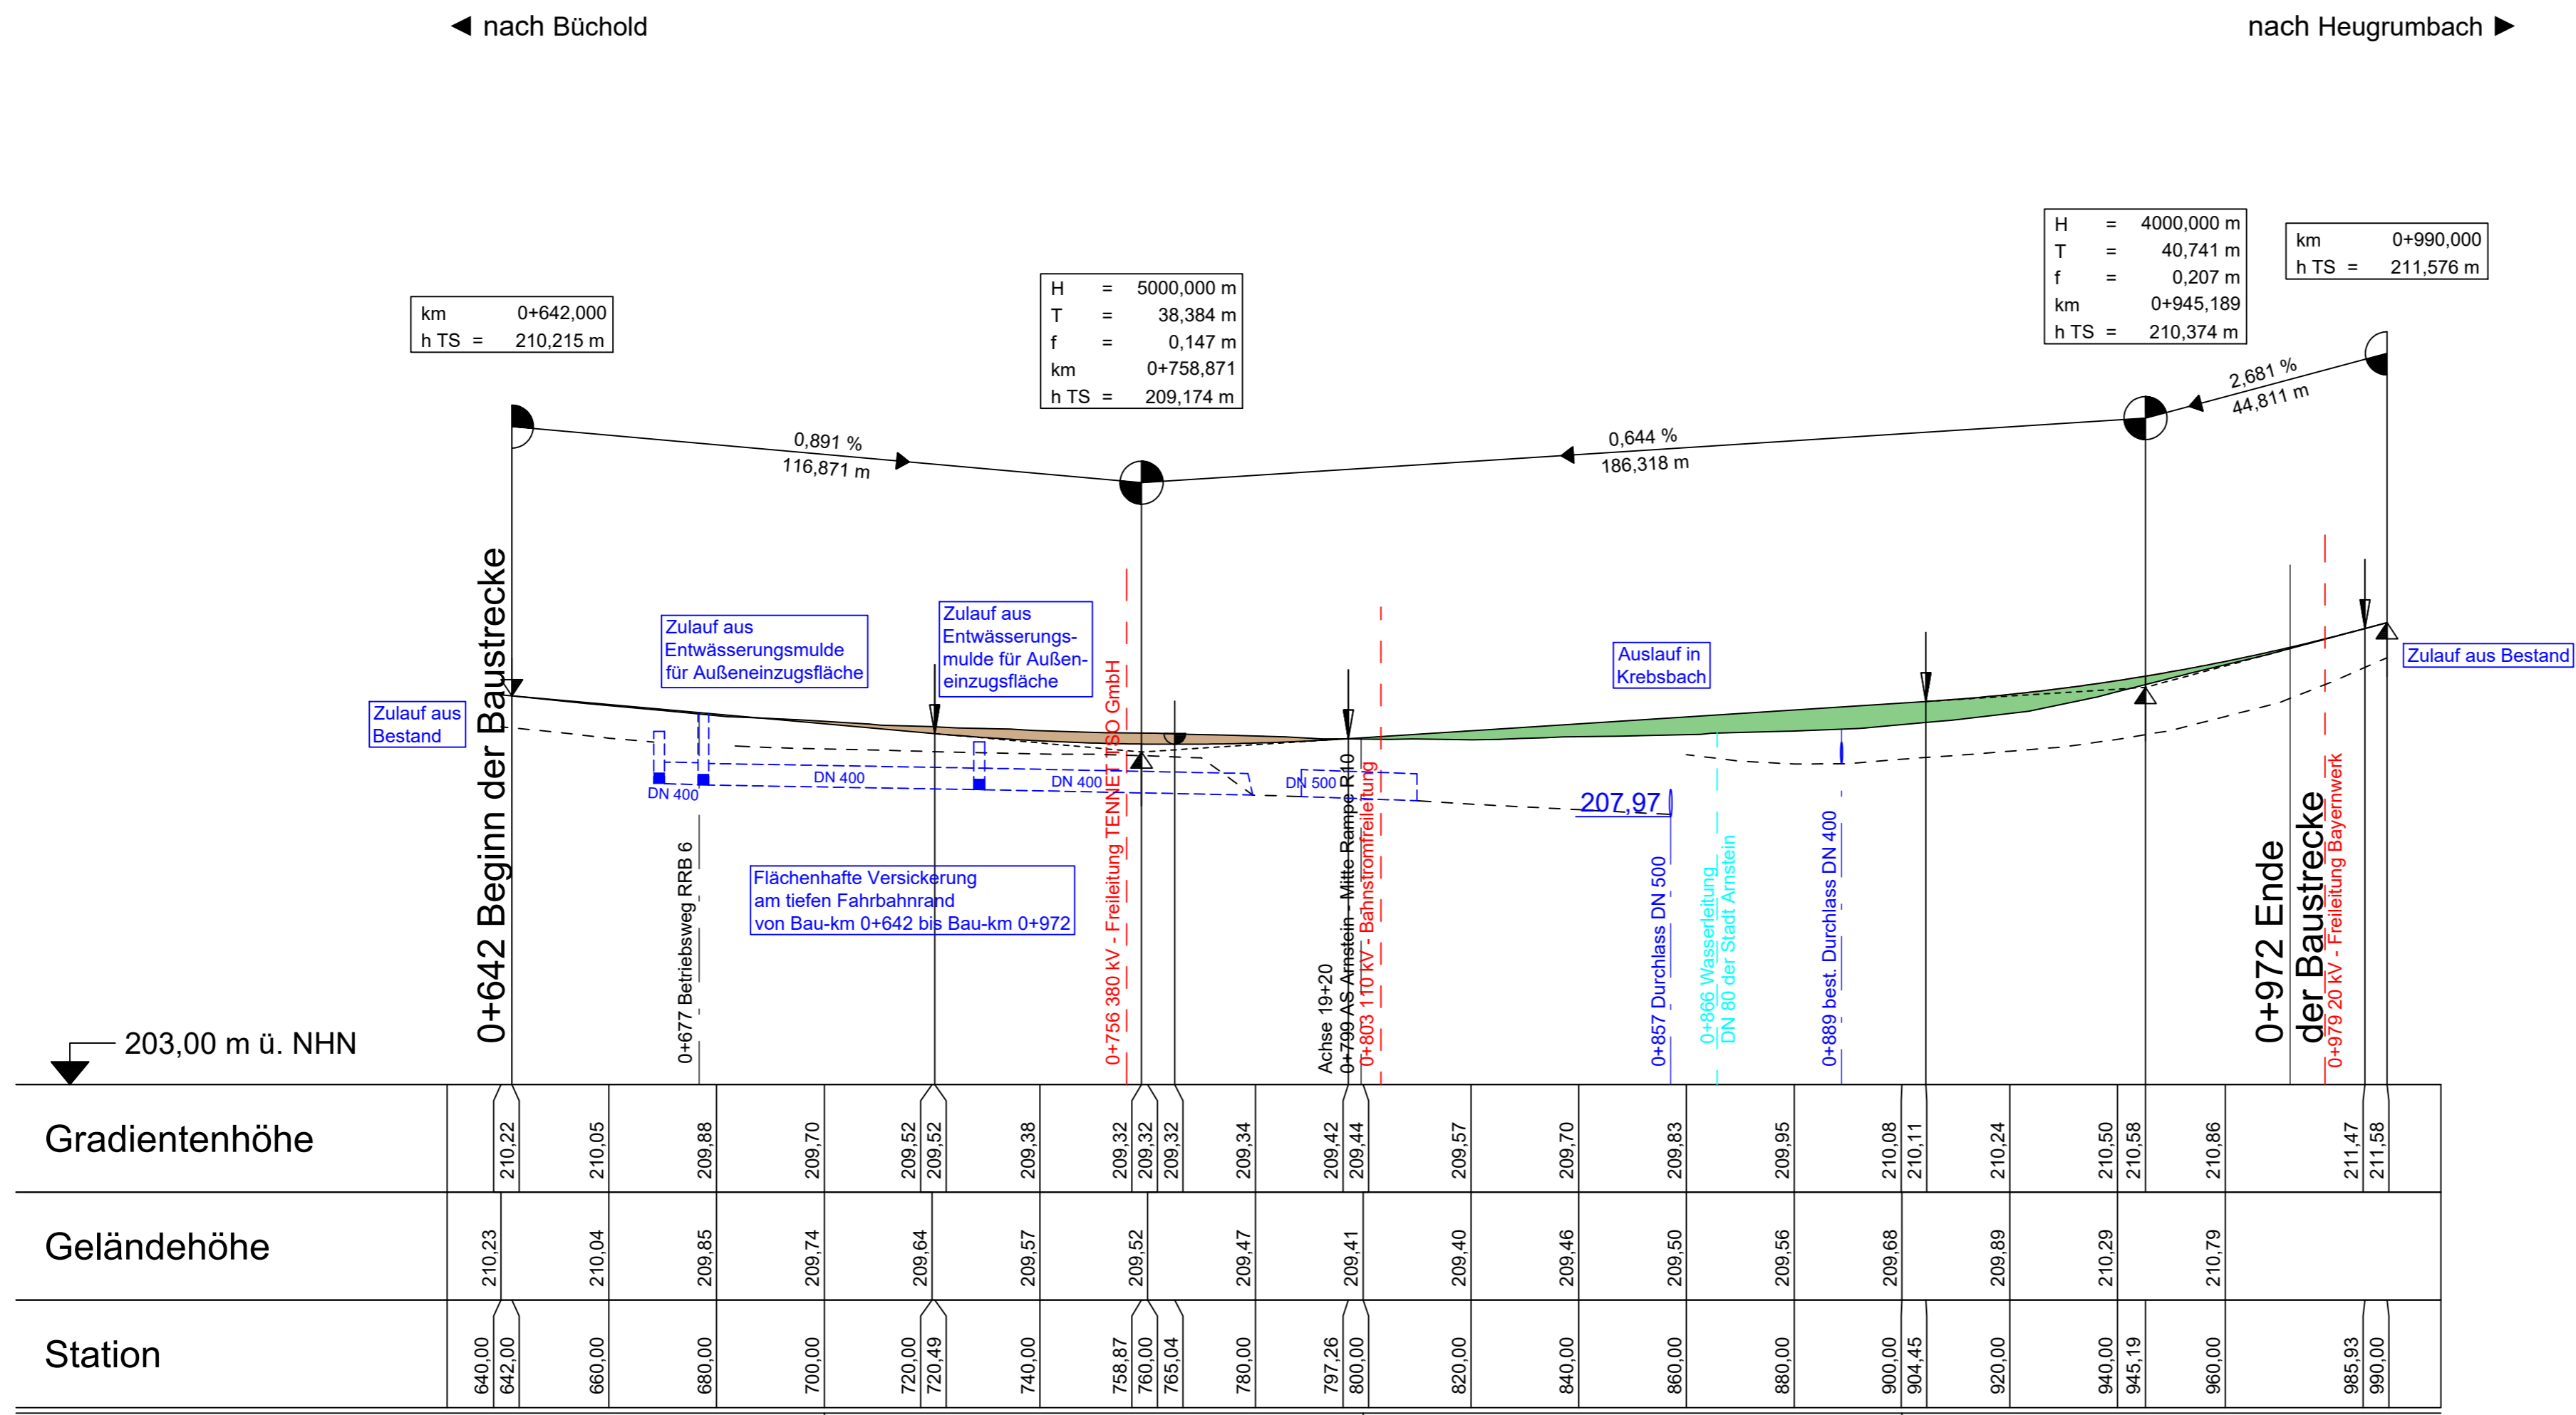 ◄ nach Büchold
nach Heugrumbach ►
km 0+642,000
h TS = 210,215 m
H = 5000,000 m
T = 38,384 m
f = 0,147 m
km 0+758,871
h TS = 209,174 m
H = 4000,000 m
T = 40,741 m
f = 0,207 m
km 0+945,189
h TS = 210,374 m
km 0+990,000
h TS = 211,576 m
0,891 %
116,871 m
0,644 %
186,318 m
2,681 %
44,811 m
0+642 Beginn der Baustrecke
Zulauf aus
Bestand
Zulauf aus
Entwässerungsmulde
für Außeneinzugsfläche
Zulauf aus
Entwässerungs-
mulde für Außen-
einzugsfläche
Auslauf in
Krebsbach
Zulauf aus Bestand
DN 400
DN 400
DN 400
DN 500
207,97
0+677 Betriebsweg RRB 6
Flächenhafte Versickerung
am tiefen Fahrbahnrand
von Bau-km 0+642 bis Bau-km 0+972
0+756 380 kV - Freileitung TENNET TSO GmbH
Achse 19+20
0+799 AS Arnstein - Mitte Rampe R10
0+803 110 kV - Bahnstromfreileitung
0+857 Durchlass DN 500
0+866 Wasserleitung
DN 80 der Stadt Arnstein
0+889 best. Durchlass DN 400
0+972 Ende
der Baustrecke
0+979 20 kV - Freileitung Bayernwerk
203,00 m ü. NHN
Gradientenhöhe 210,22 210,05 209,88 209,70 209,52 209,52 209,38 209,32 209,32 209,32 209,34 209,42 209,44 209,57 209,70 209,83 209,95 210,08 210,11 210,24 210,50 210,58 210,86 211,47 211,58
Geländehöhe 210,23 210,04 209,85 209,74 209,64 209,57 209,52 209,47 209,41 209,40 209,46 209,50 209,56 209,68 209,89 210,29 210,79
Station 640,00 642,00 660,00 680,00 700,00 720,00 720,49 740,00 758,87 760,00 765,04 780,00 797,26 800,00 820,00 840,00 860,00 880,00 900,00 904,45 920,00 940,00 945,19 960,00 985,93 990,00